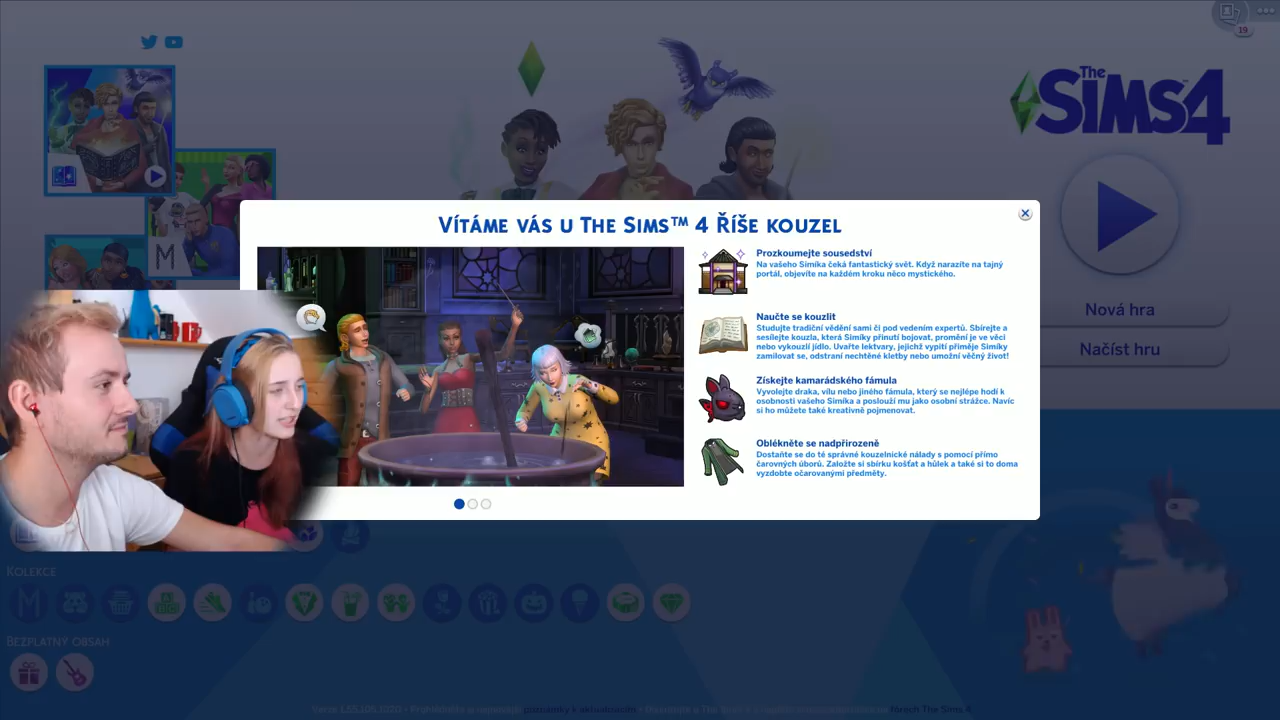 19
The
SIMS4
VÍTÁME VÁS U THE SIMS™ 4 ŘÍŠE KOUZEL
Prozkoumejte sousedství
Na vašeho Simíka čeká fantastický svět. Když narazíte na tajný
portál, objevíte na každém kroku něco mystického.
Naučte se kouzlit
Studujte tradiční vědění sami či pod vedením expertů. Sbírejte a
sesílejte kouzla, která Simíky přinutí bojovat, promění je ve věci
nebo vykouzlí jídlo. Uvařte lektvary, jejichž vypití přiměje Simíky
zamilovat se, odstraní nechtěné kletby nebo umožní věčný život!
Získejte kamarádského fámula
Vyvolejte draka, vílu nebo jiného fámula, který se nejlépe hodí k
osobnosti vašeho Simíka a poslouží mu jako osobní strážce. Navíc
si ho můžete také kreativně pojmenovat.
Oblékněte se nadpřirozeně
Dostaňte se do té správné kouzelnické nálady s pomocí přímo
čarovných úborů. Založte si sbírku košťat a hůlek a také si to doma
vyzdobte očarovanými předměty.
Nová hra
Načíst hru
KOLEKCE
BEZPLATNÝ OBSAH